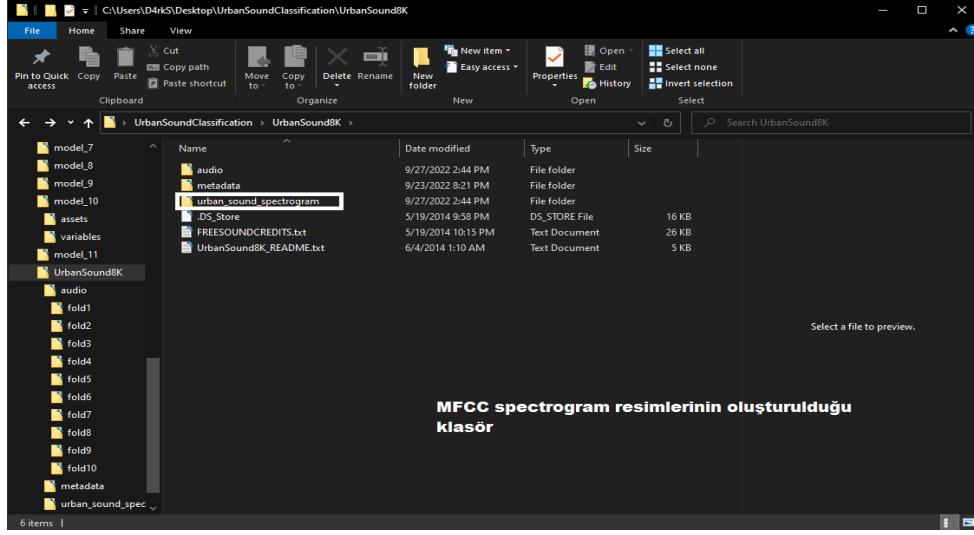 C:\Users\D4rkS\Desktop\UrbanSoundClassification\UrbanSound8K
File Home Share View
Pin to Quick access
Copy
Paste
Cut
Copy path
Paste shortcut
Move to
Copy to
Delete
Rename
New folder
New item
Easy access
Properties
Open
Edit
History
Select all
Select none
Invert selection
Clipboard Organize New Open Select
UrbanSoundClassification > UrbanSound8K >
Search UrbanSound8K
model_7
model_8
model_9
model_10
assets
variables
model_11
UrbanSound8K
audio
fold1
fold2
fold3
fold4
fold5
fold6
fold7
fold8
fold9
fold10
metadata
urban_sound_spec
Name Date modified Type Size
audio 9/27/2022 2:44 PM File folder
metadata 9/23/2022 8:21 PM File folder
urban_sound_spectrogram 9/27/2022 2:44 PM File folder
.DS_Store 5/19/2014 9:58 PM DS_STORE File 16 KB
FREESOUNDCREDITS.txt 5/19/2014 10:15 PM Text Document 26 KB
UrbanSound8K_README.txt 6/4/2014 1:10 AM Text Document 5 KB
Select a file to preview.
MFCC spectrogram resimlerinin oluşturulduğu
klasör
6 items